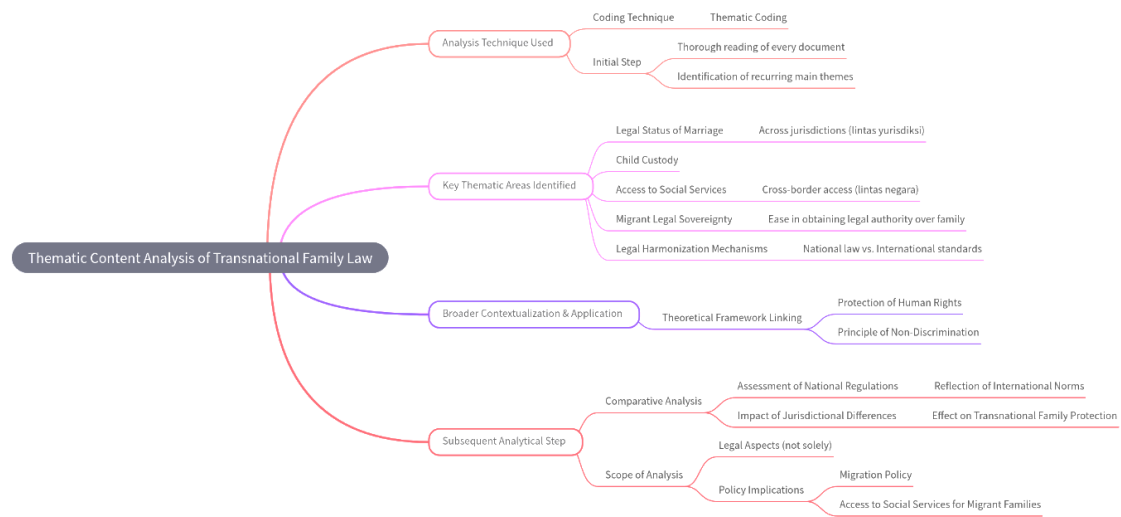 Thematic Content Analysis of Transnational Family Law
Analysis Technique Used
Coding Technique
Thematic Coding
Initial Step
Thorough reading of every document
Identification of recurring main themes
Key Thematic Areas Identified
Legal Status of Marriage
Across jurisdictions (lintas yurisdiksi)
Child Custody
Access to Social Services
Cross-border access (lintas negara)
Migrant Legal Sovereignty
Ease in obtaining legal authority over family
Legal Harmonization Mechanisms
National law vs. International standards
Broader Contextualization & Application
Theoretical Framework Linking
Protection of Human Rights
Principle of Non-Discrimination
Subsequent Analytical Step
Comparative Analysis
Assessment of National Regulations
Reflection of International Norms
Impact of Jurisdictional Differences
Effect on Transnational Family Protection
Scope of Analysis
Legal Aspects (not solely)
Policy Implications
Migration Policy
Access to Social Services for Migrant Families